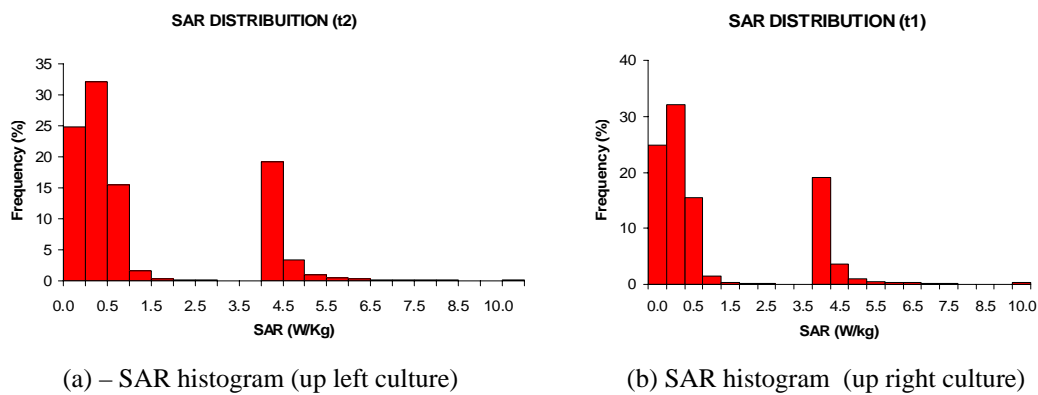 SAR DISTRIBUITION (t2)
35
30
25
20
15
10
5
0
Frequency (%)
0.0 0.5 1.5 2.5 3.5 4.5 5.5 6.5 7.5 8.5 10.0
SAR (W/Kg)
(a) – SAR histogram (up left culture)
SAR DISTRIBUTION (t1)
40
30
20
10
0
Frequency (%)
0.0 0.5 1.5 2.5 3.5 4.5 5.5 6.5 7.5 8.5 10.0
SAR (W/kg)
(b) SAR histogram (up right culture)